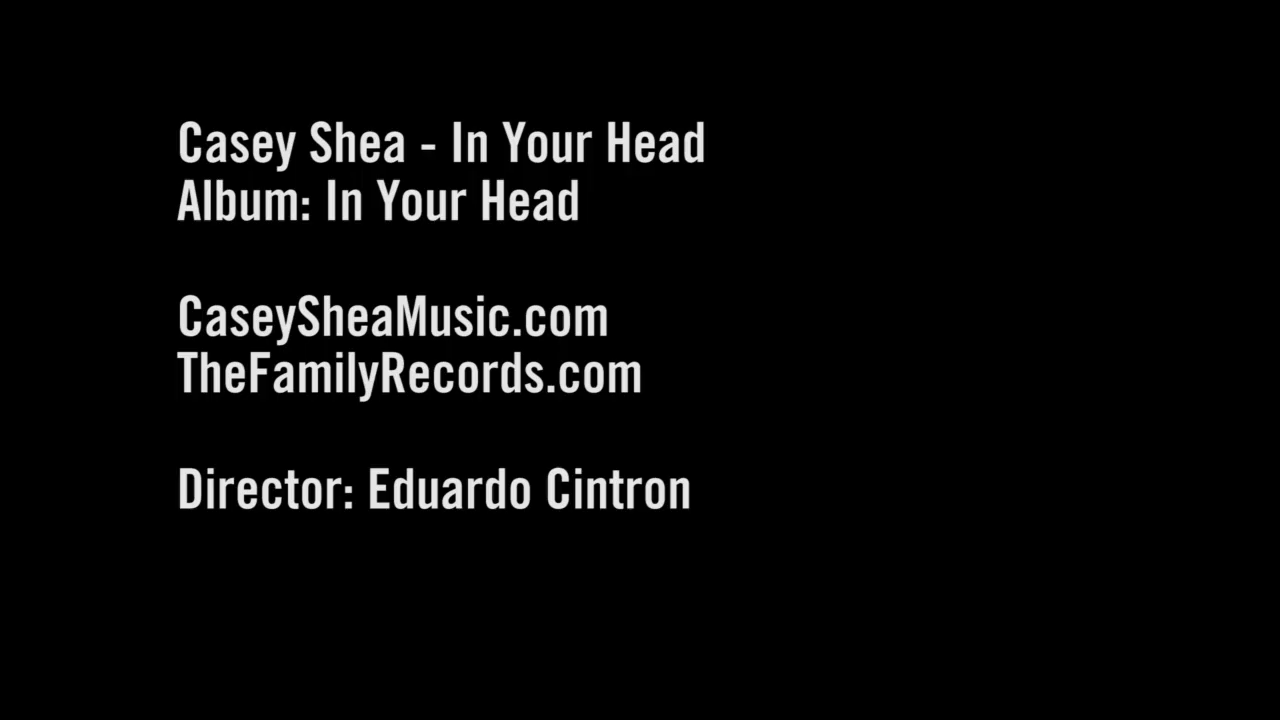 Casey Shea - In Your Head
Album: In Your Head
CaseySheaMusic.com
TheFamilyRecords.com
Director: Eduardo Cintron